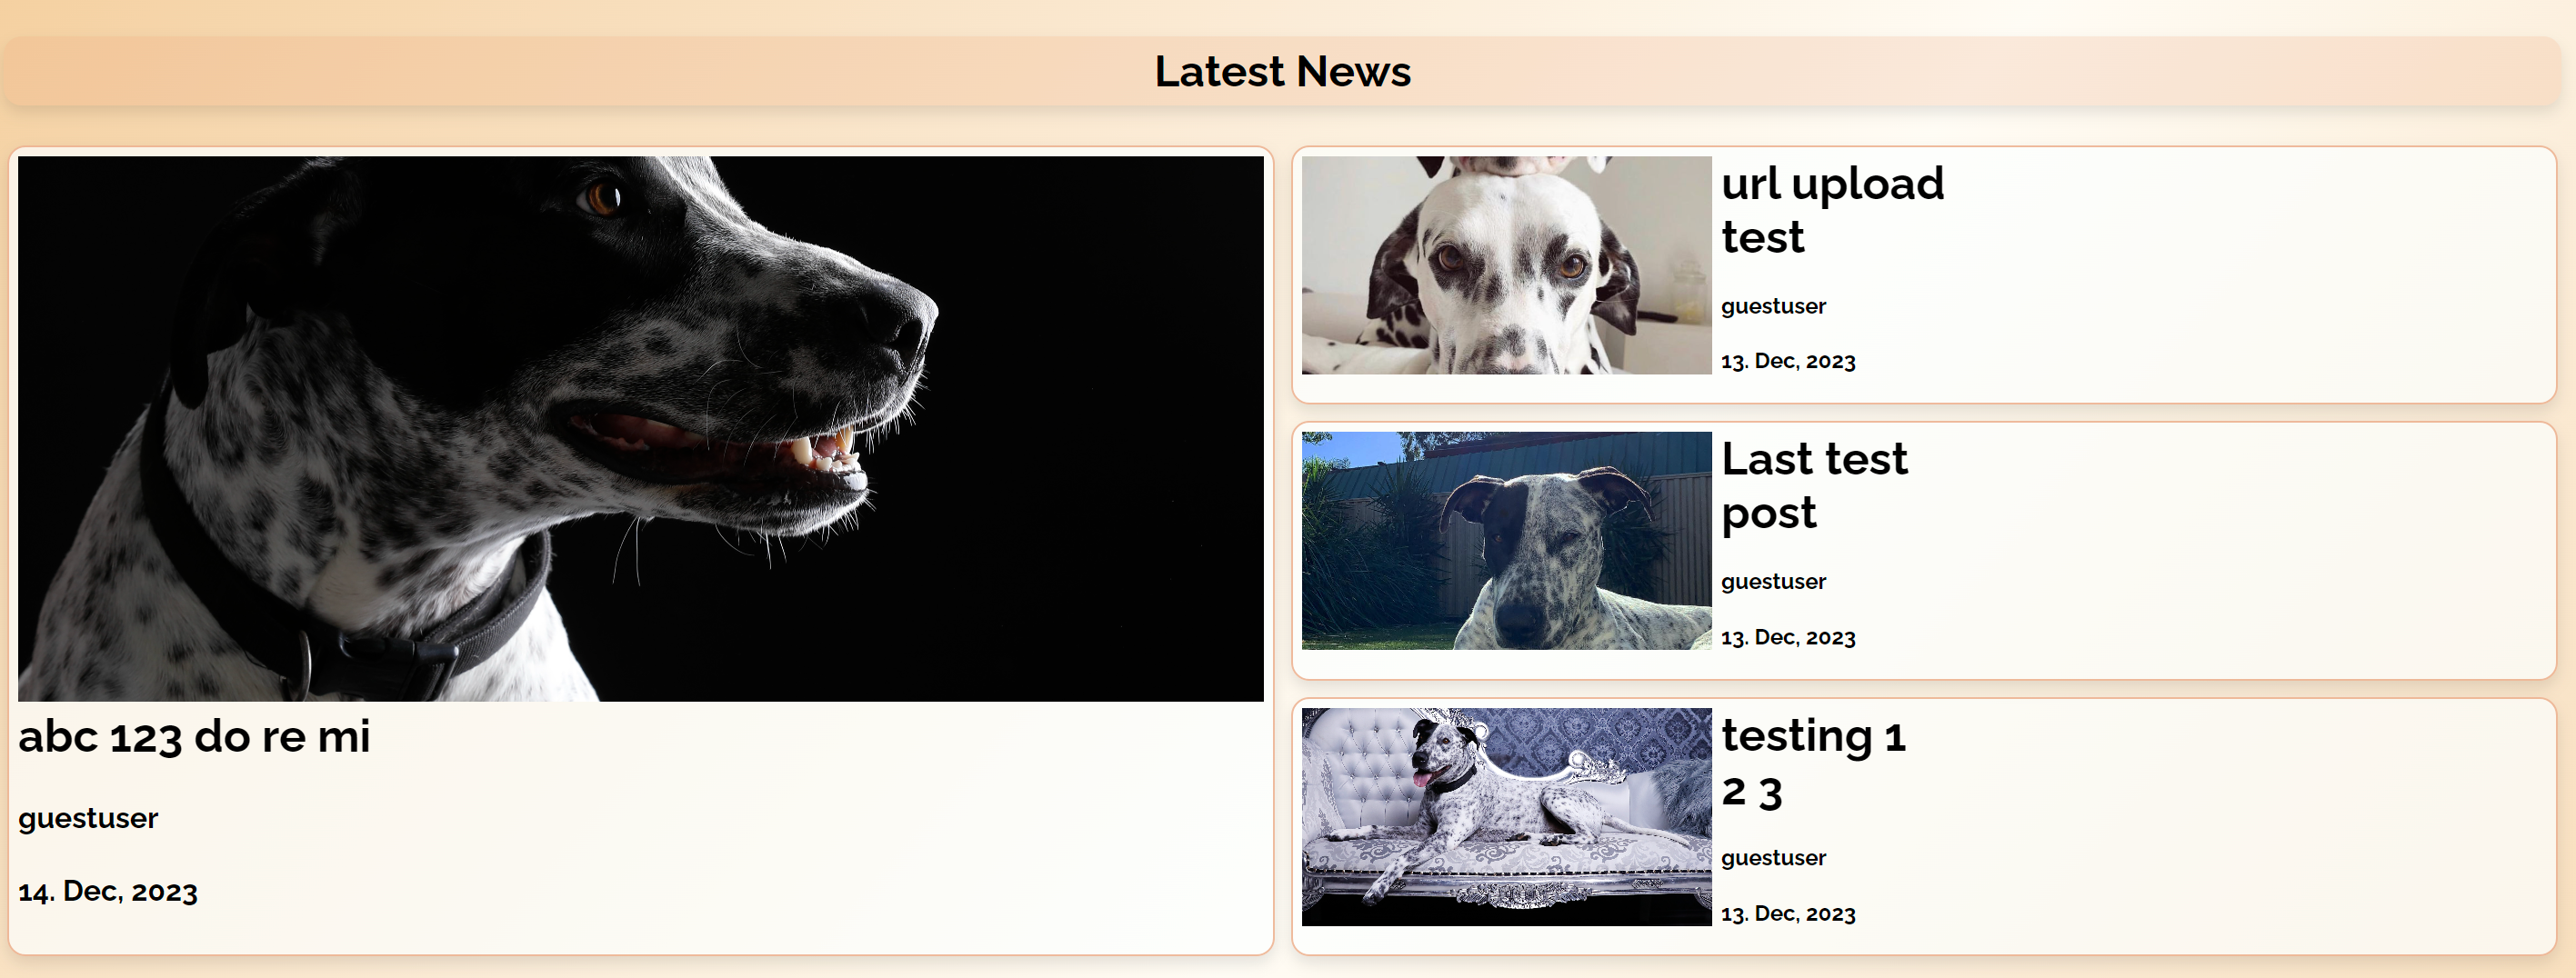 Latest News
abc 123 do re mi
guestuser
14. Dec, 2023
url upload
test
guestuser
13. Dec, 2023
Last test
post
guestuser
13. Dec, 2023
testing 1
2 3
guestuser
13. Dec, 2023